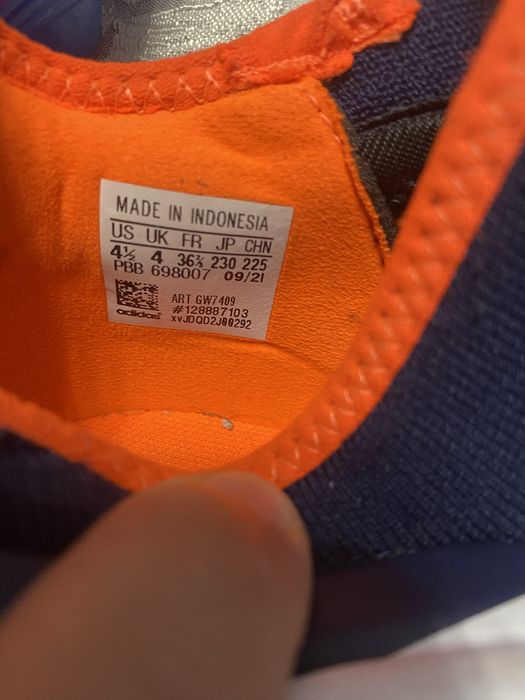 MADE IN INDONESIA
US UK FR JP CHN
4½ 4 36⅔ 230 225
PBB 698007 09/21
ART GW7409
#128887103
adidas xvJDQD2J00292